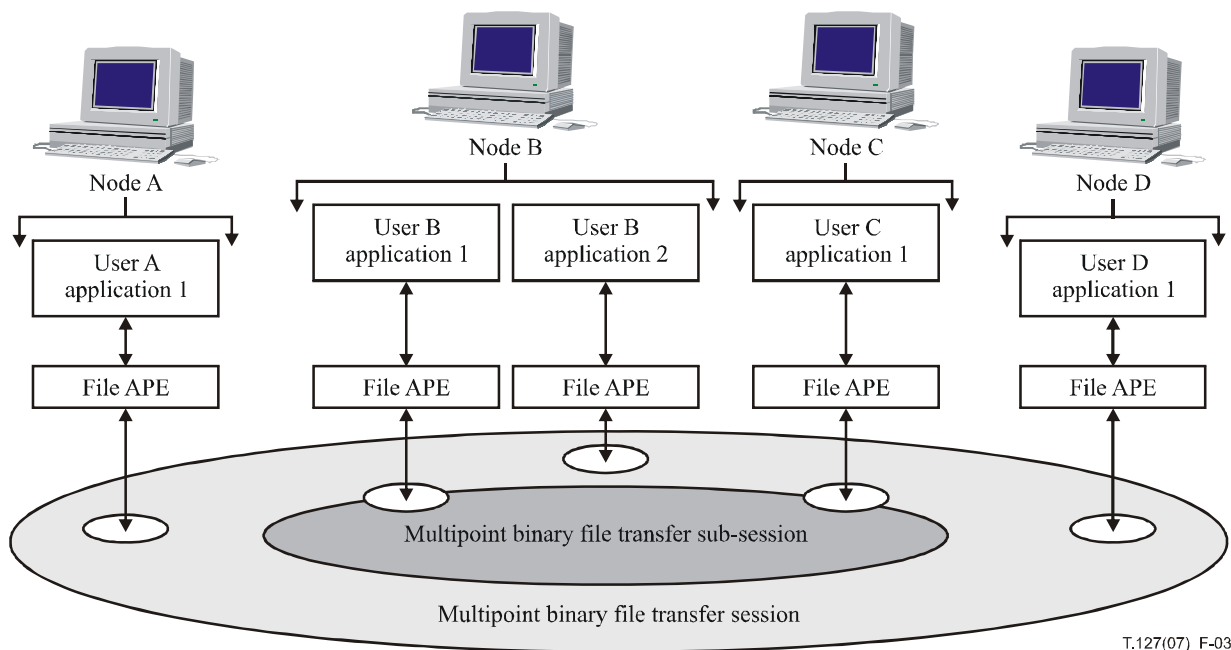 Node B
Node C
Node A
Node D
User B
application 1
User B
application 2
User C
application 1
User A
application 1
User D
application 1
File APE
File APE
File APE
File APE
File APE
Multipoint binary file transfer sub-session
Multipoint binary file transfer session
T.127(07)_F-03